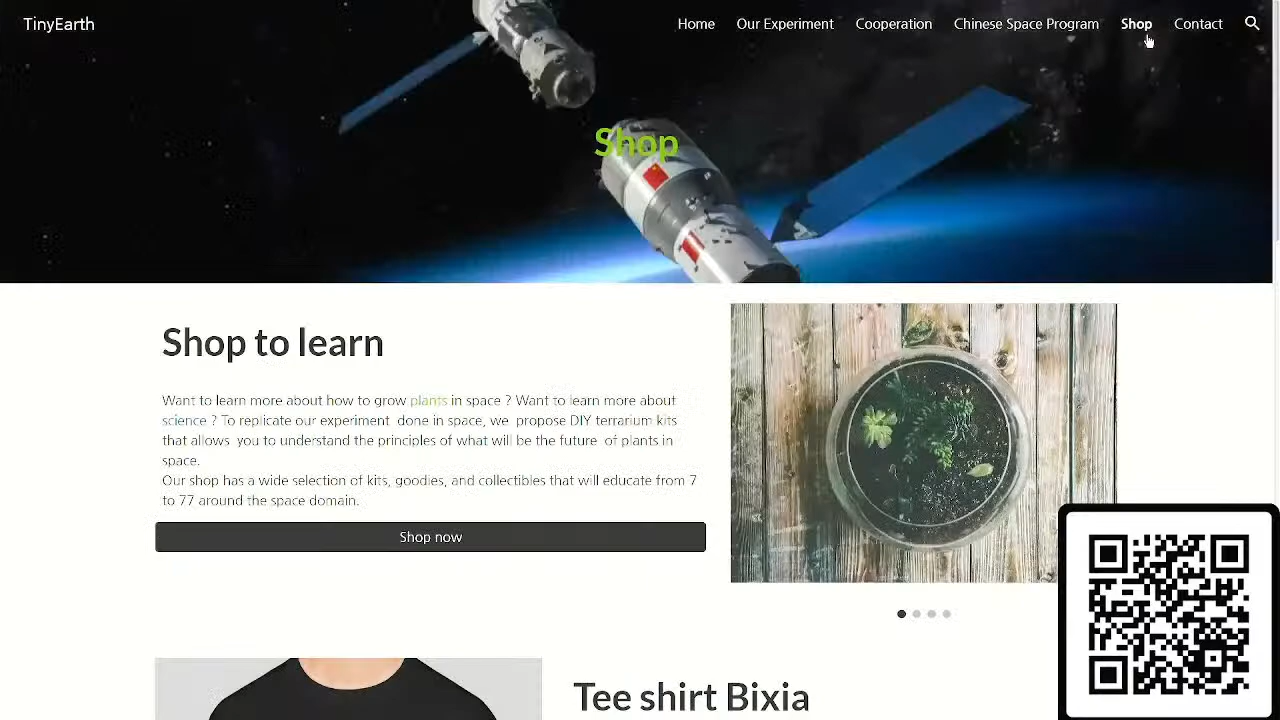 TinyEarth
Home Our Experiment Cooperation Chinese Space Program Shop Contact
Shop
Shop to learn
Want to learn more about how to grow plants in space ? Want to learn more about
science ? To replicate our experiment done in space, we propose DIY terrarium kits
that allows you to understand the principles of what will be the future of plants in
space.
Our shop has a wide selection of kits, goodies, and collectibles that will educate from 7
to 77 around the space domain.
Shop now
Tee shirt Bixia